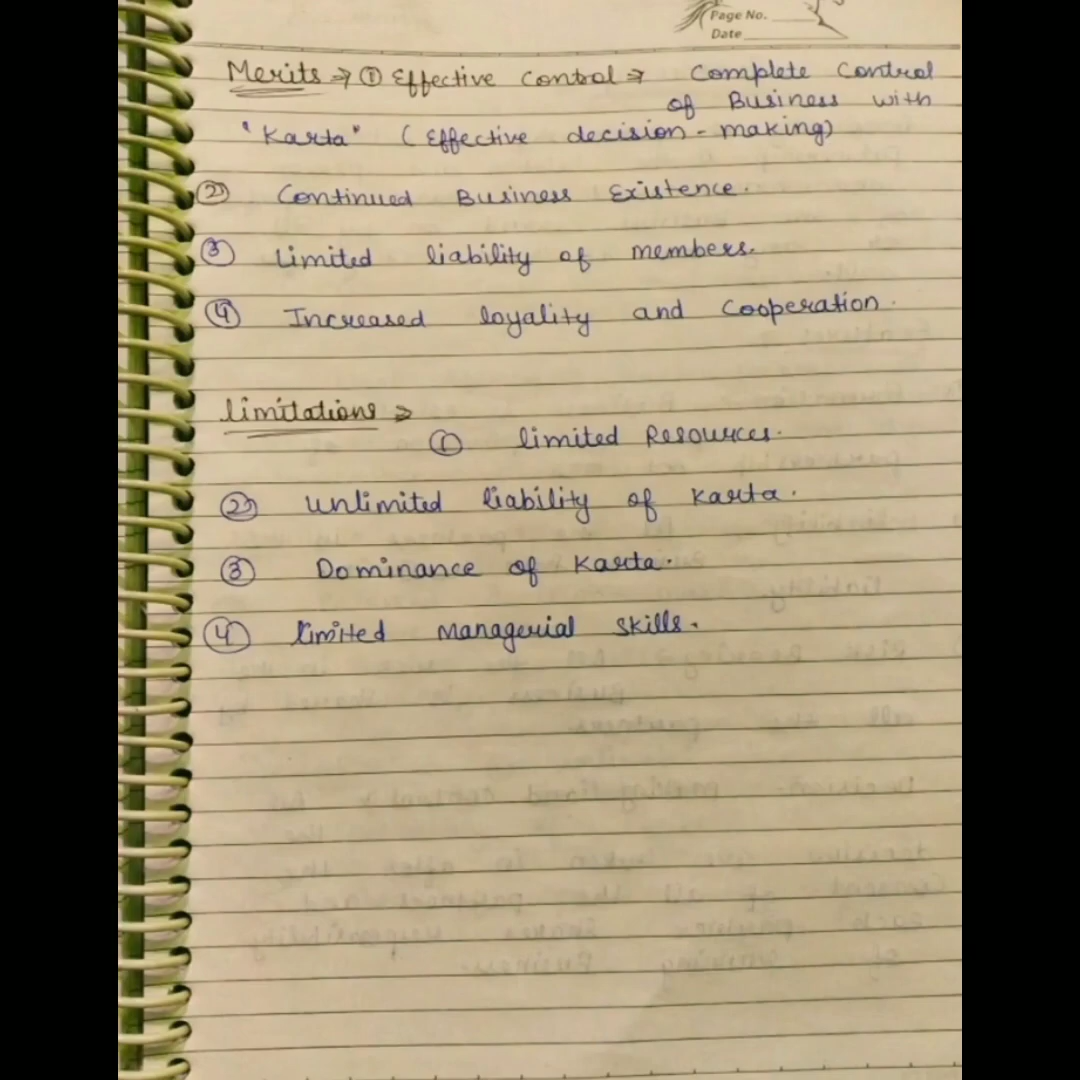 Page No.
Date
Merits → ① Effective Control → Complete Control
of Business with
"Karta" (Effective decision-making)
② Continued Business Existence.
③ Limited liability of members.
④ Increased loyality and Cooperation.
limitations ⇒
① limited Resources.
② Unlimited liability of Karta.
③ Dominance of Karta.
④ limited Managerial Skills.